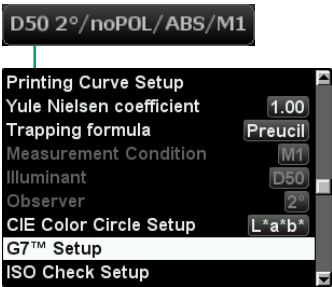 D50 2°/noPOL/ABS/M1
Printing Curve Setup
Yule Nielsen coefficient 1.00
Trapping formula Preucil
Measurement Condition M1
Illuminant D50
Observer 2°
CIE Color Circle Setup L*a*b*
G7™ Setup
ISO Check Setup